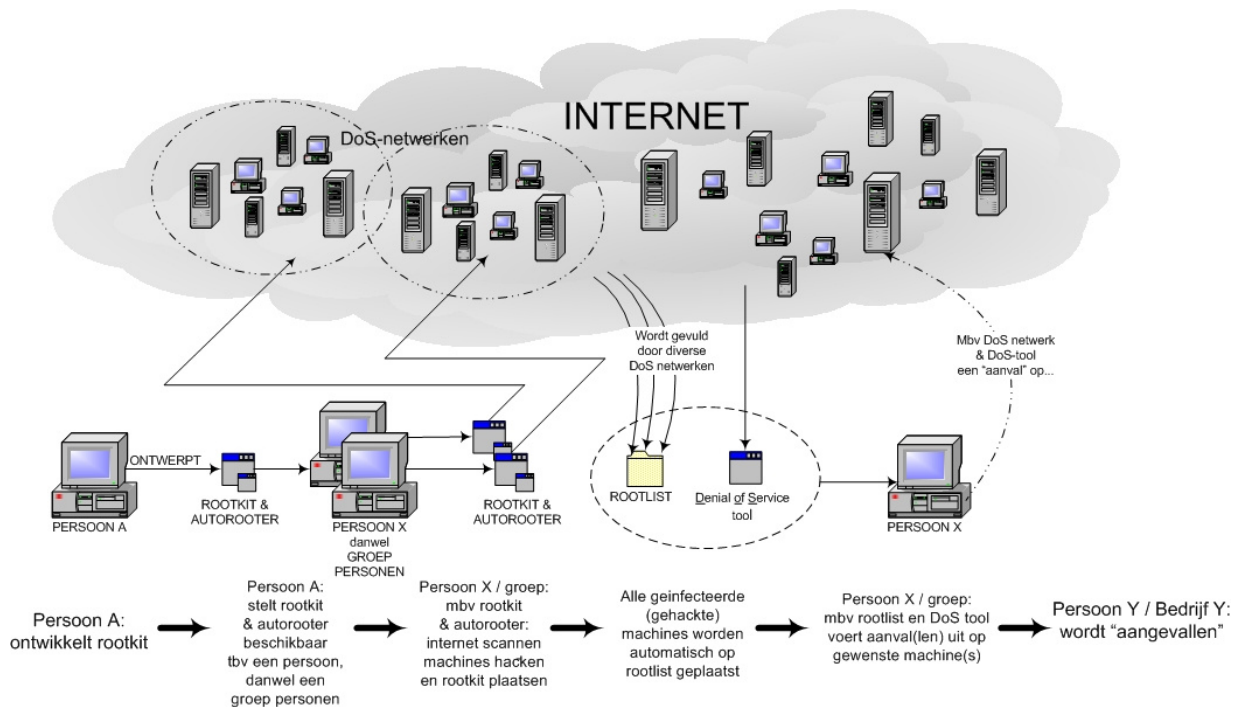 INTERNET
DoS-netwerken
Wordt gevuld
door diverse
DoS netwerken
Mbv DoS netwerk
& DoS-tool
een “aanval” op...
ONTWERPT
PERSOON A
ROOTKIT &
AUTOROOTER
PERSOON X
danwel
GROEP
PERSONEN
ROOTKIT &
AUTOROOTER
ROOTLIST
Denial of Service
tool
PERSOON X
Persoon A:
ontwikkelt rootkit
Persoon A:
stelt rootkit
& autorooter
beschikbaar
tbv een persoon,
danwel een
groep personen
Persoon X / groep:
mbv rootkit
& autorooter:
internet scannen
machines hacken
en rootkit plaatsen
Alle geinfecteerde
(gehackte)
machines worden
automatisch op
rootlist geplaatst
Persoon X / groep:
mbv rootlist en DoS tool
voert aanval(len) uit op
gewenste machine(s)
Persoon Y / Bedrijf Y:
wordt “aangevallen”